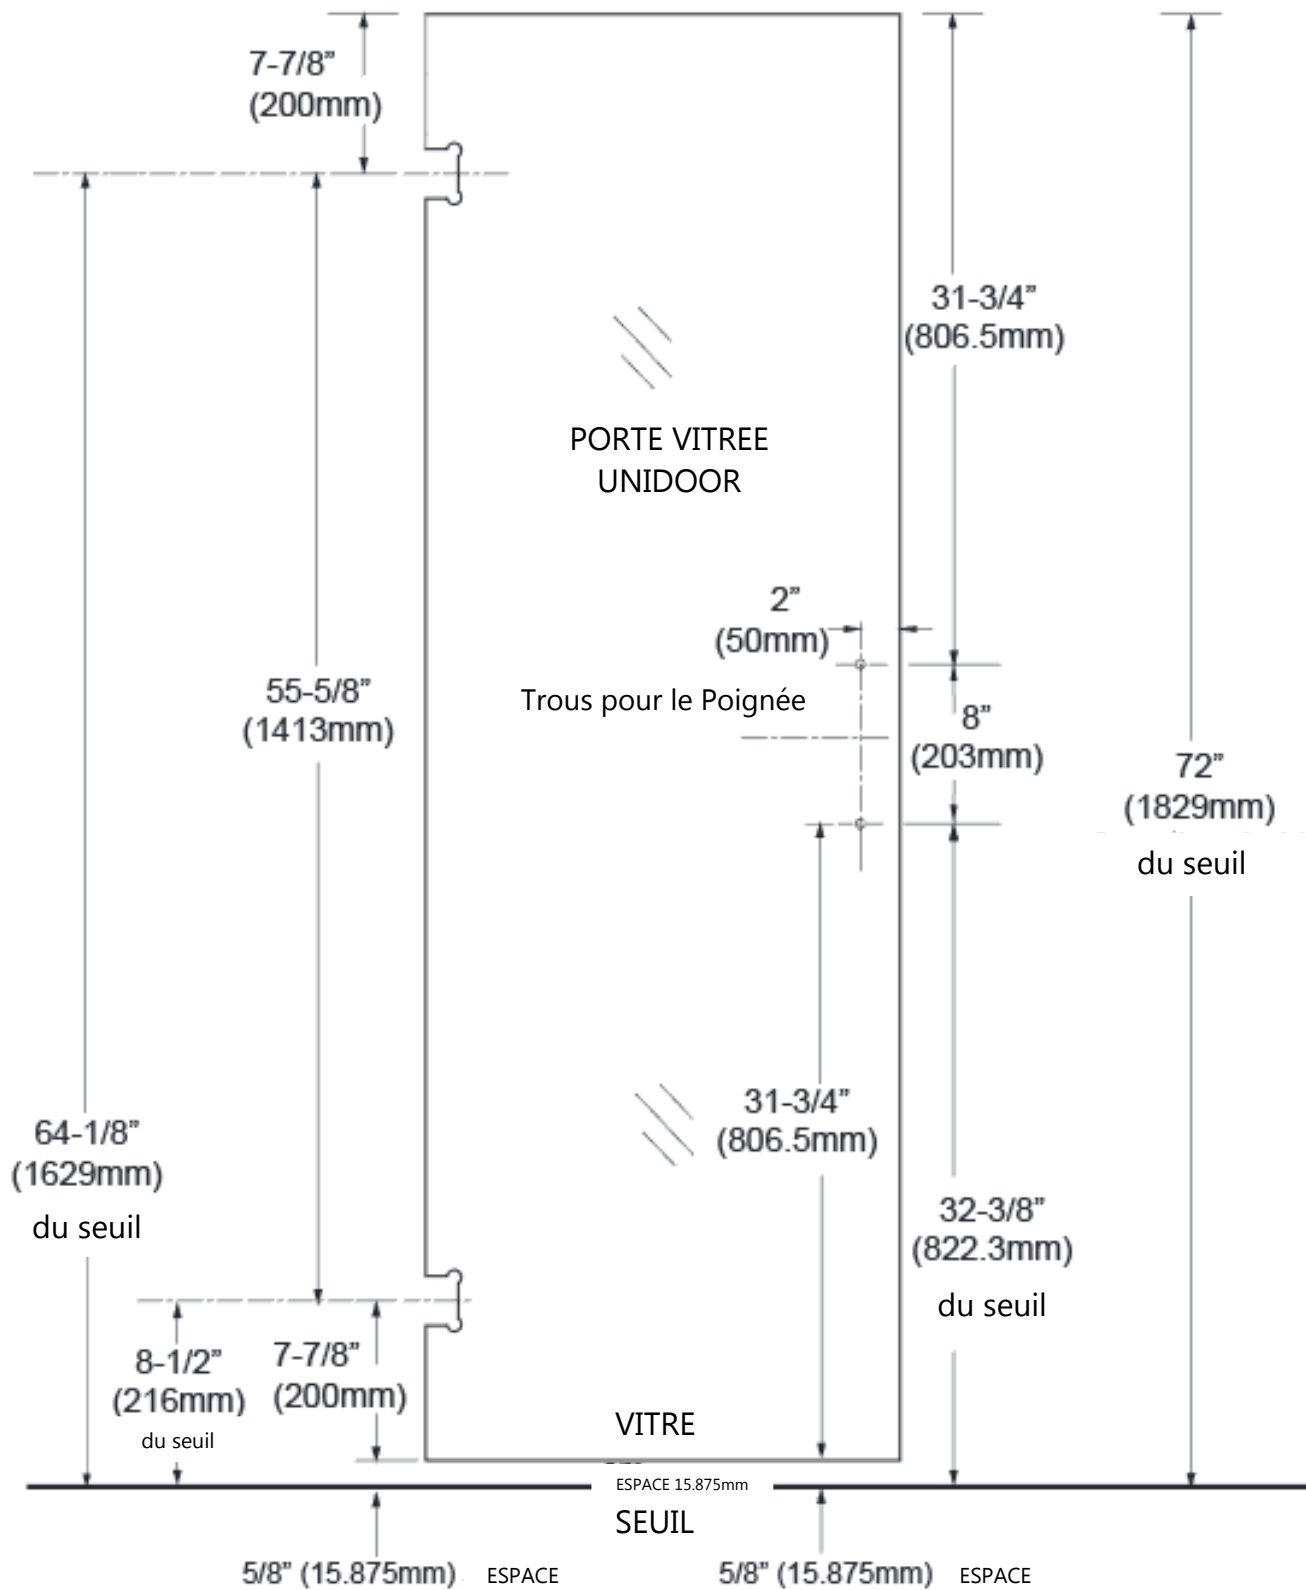 7-7/8”
(200mm)
31-3/4”
(806.5mm)
PORTE VITREE
UNIDOOR
2”
(50mm)
55-5/8”
(1413mm)
Trous pour le Poignée
8”
(203mm)
72”
(1829mm)
du seuil
64-1/8”
(1629mm)
du seuil
31-3/4”
(806.5mm)
32-3/8”
(822.3mm)
du seuil
8-1/2”
(216mm)
du seuil
7-7/8”
(200mm)
VITRE
ESPACE 15.875mm
SEUIL
5/8” (15.875mm) ESPACE
5/8” (15.875mm) ESPACE